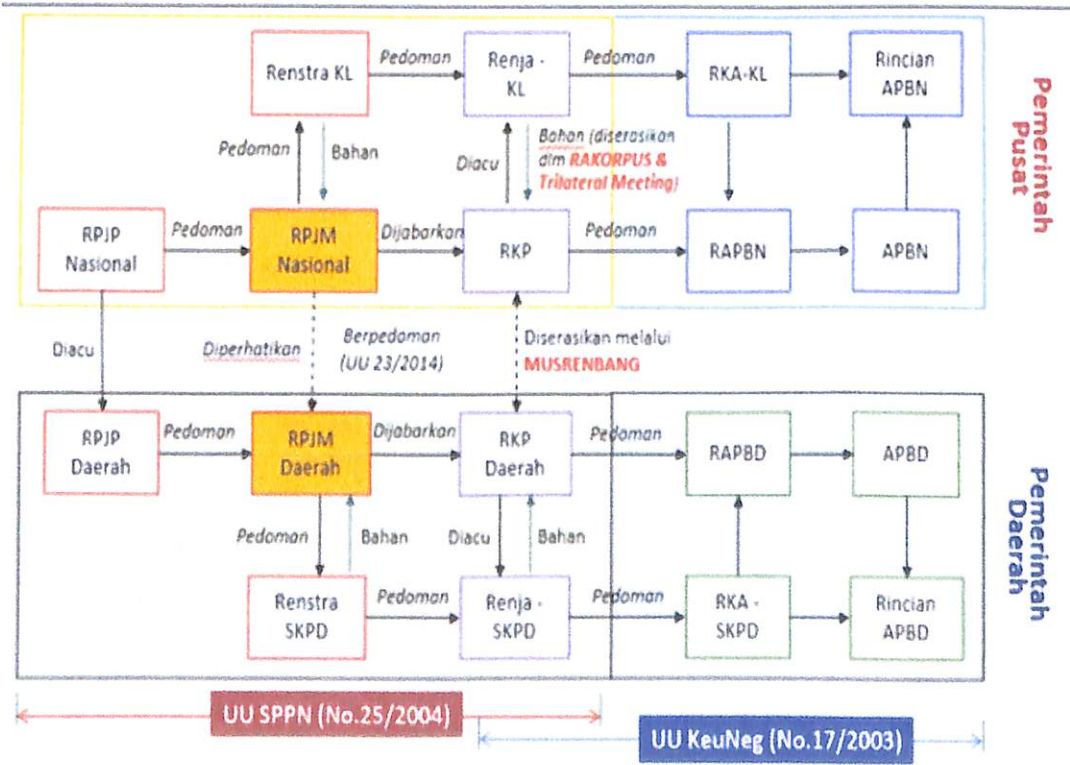 Renstra KL
Pedoman
Renja -
KL
Pedoman
RKA-KL
Rincian
APBN
Pedoman
Bahan
Diacu
Bahan (diserasikan
dlm RAKORPUS &
Trilateral Meeting)
RPJP
Nasional
Pedoman
RPJM
Nasional
Dijabarkan
RKP
Pedoman
RAPBN
APBN
Pemerintah
Pusat
Diacu
Diperhatikan
Berpedoman
(UU 23/2014)
Diserasikan melalui
MUSRENBANG
RPJP
Daerah
Pedoman
RPJM
Daerah
Dijabarkan
RKP
Daerah
Pedoman
RAPBD
APBD
Pedoman
Bahan
Diacu
Bahan
Renstra
SKPD
Pedoman
Renja -
SKPD
Pedoman
RKA -
SKPD
Rincian
APBD
Pemerintah
Daerah
UU SPPN (No.25/2004)
UU KeuNeg (No.17/2003)